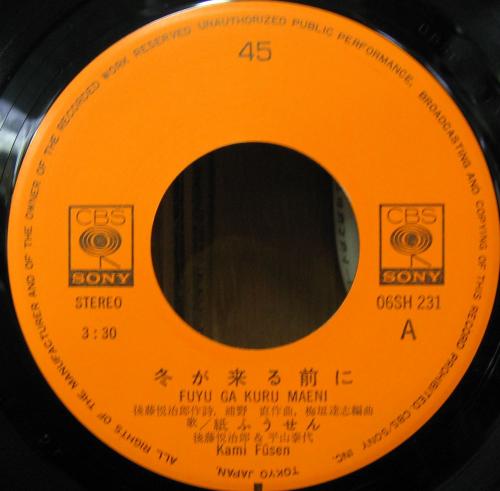 ALL RIGHTS OF THE MANUFACTURER AND OF THE OWNER OF THE RECORDED WORK RESERVED UNAUTHORIZED PUBLIC PERFORMANCE, BROADCASTING AND COPYING OF THIS RECORD PROHIBITED. CBS/SONY INC. TOKYO JAPAN.
45
CBS
SONY
CBS
SONY
STEREO
06SH 231
3:30
A
冬が来る前に
FUYU GA KURU MAENI
後藤悦治郎作詩, 浦野 直作曲, 梅垣達志編曲
歌/紙ふうせん
後藤悦治郎 & 平山泰代
Kami Fūsen